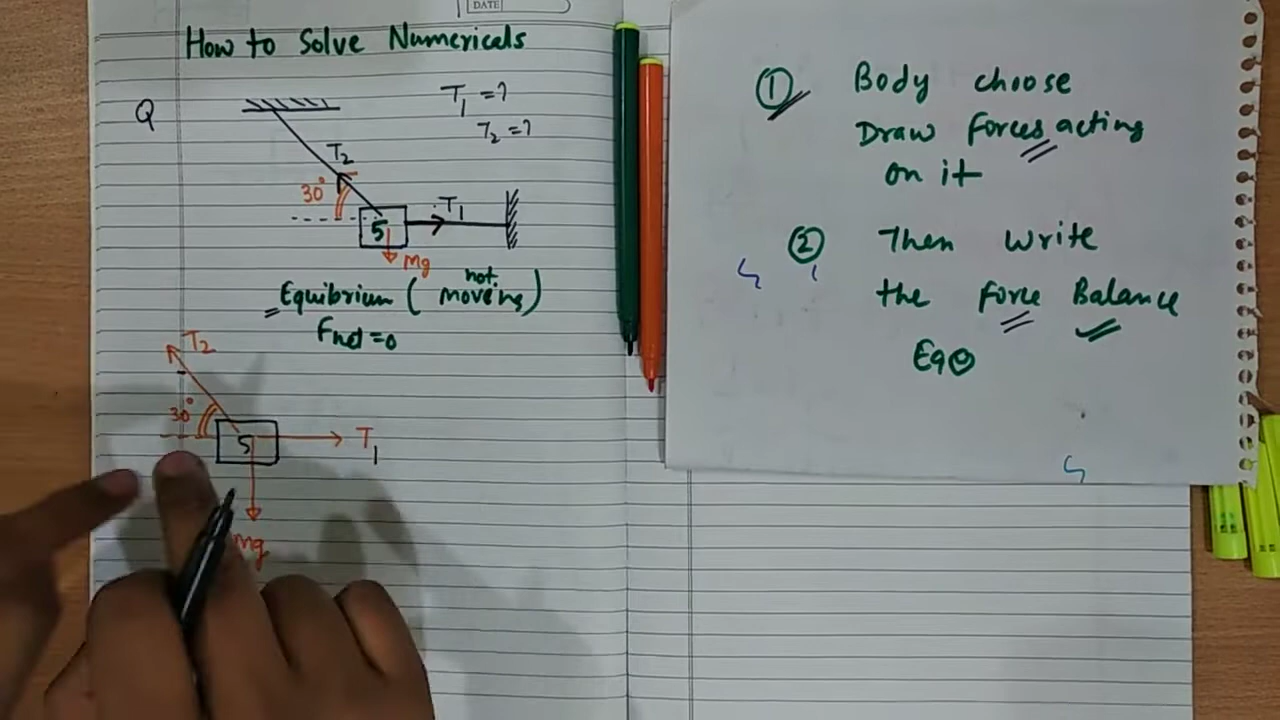 DATE
How to Solve Numericals
Q
T1 = ?
T2 = ?
T2
30°
T1
5
Mg
Equibrium ( not moveing )
Fnet = 0
T2
30°
5
T1
Mg
① Body choose
Draw forces acting
on it
② Then write
the force Balance
Eq